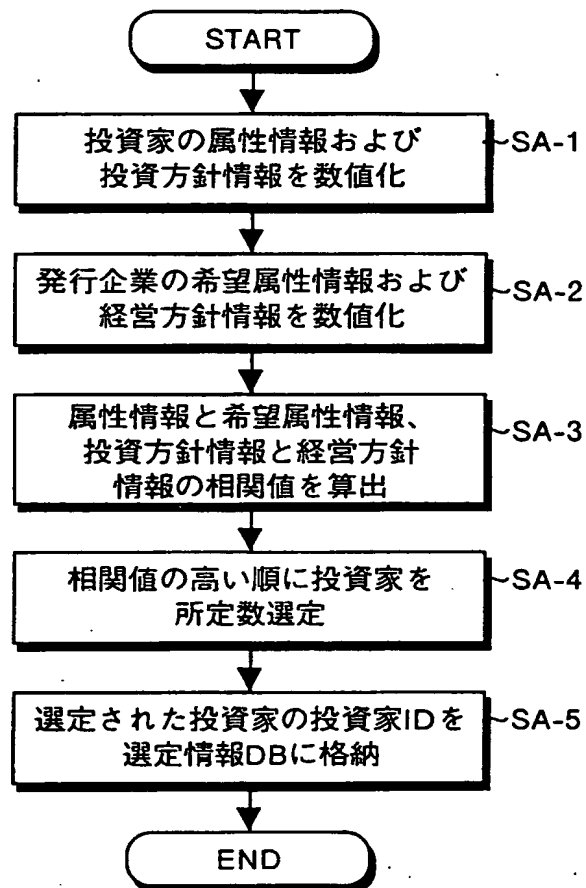 START
投資家の属性情報および
投資方針情報を数値化
SA-1
発行企業の希望属性情報および
経営方針情報を数値化
SA-2
属性情報と希望属性情報、
投資方針情報と経営方針
情報の相関値を算出
SA-3
相関値の高い順に投資家を
所定数選定
SA-4
選定された投資家の投資家IDを
選定情報DBに格納
SA-5
END